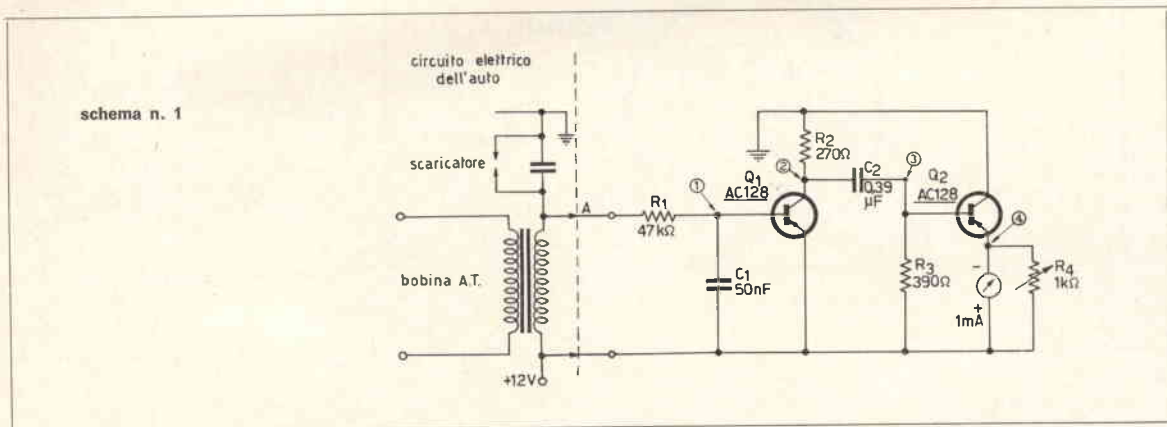 circuito elettrico
dell'auto
schema n. 1
scaricatore
bobina A.T.
+12V
A
R1
47kΩ
1
C1
50nF
Q1
AC128
2
R2
270Ω
C2
0,39
µF
3
Q2
AC128
R3
390Ω
4
-
+
1mA
R4
1kΩ